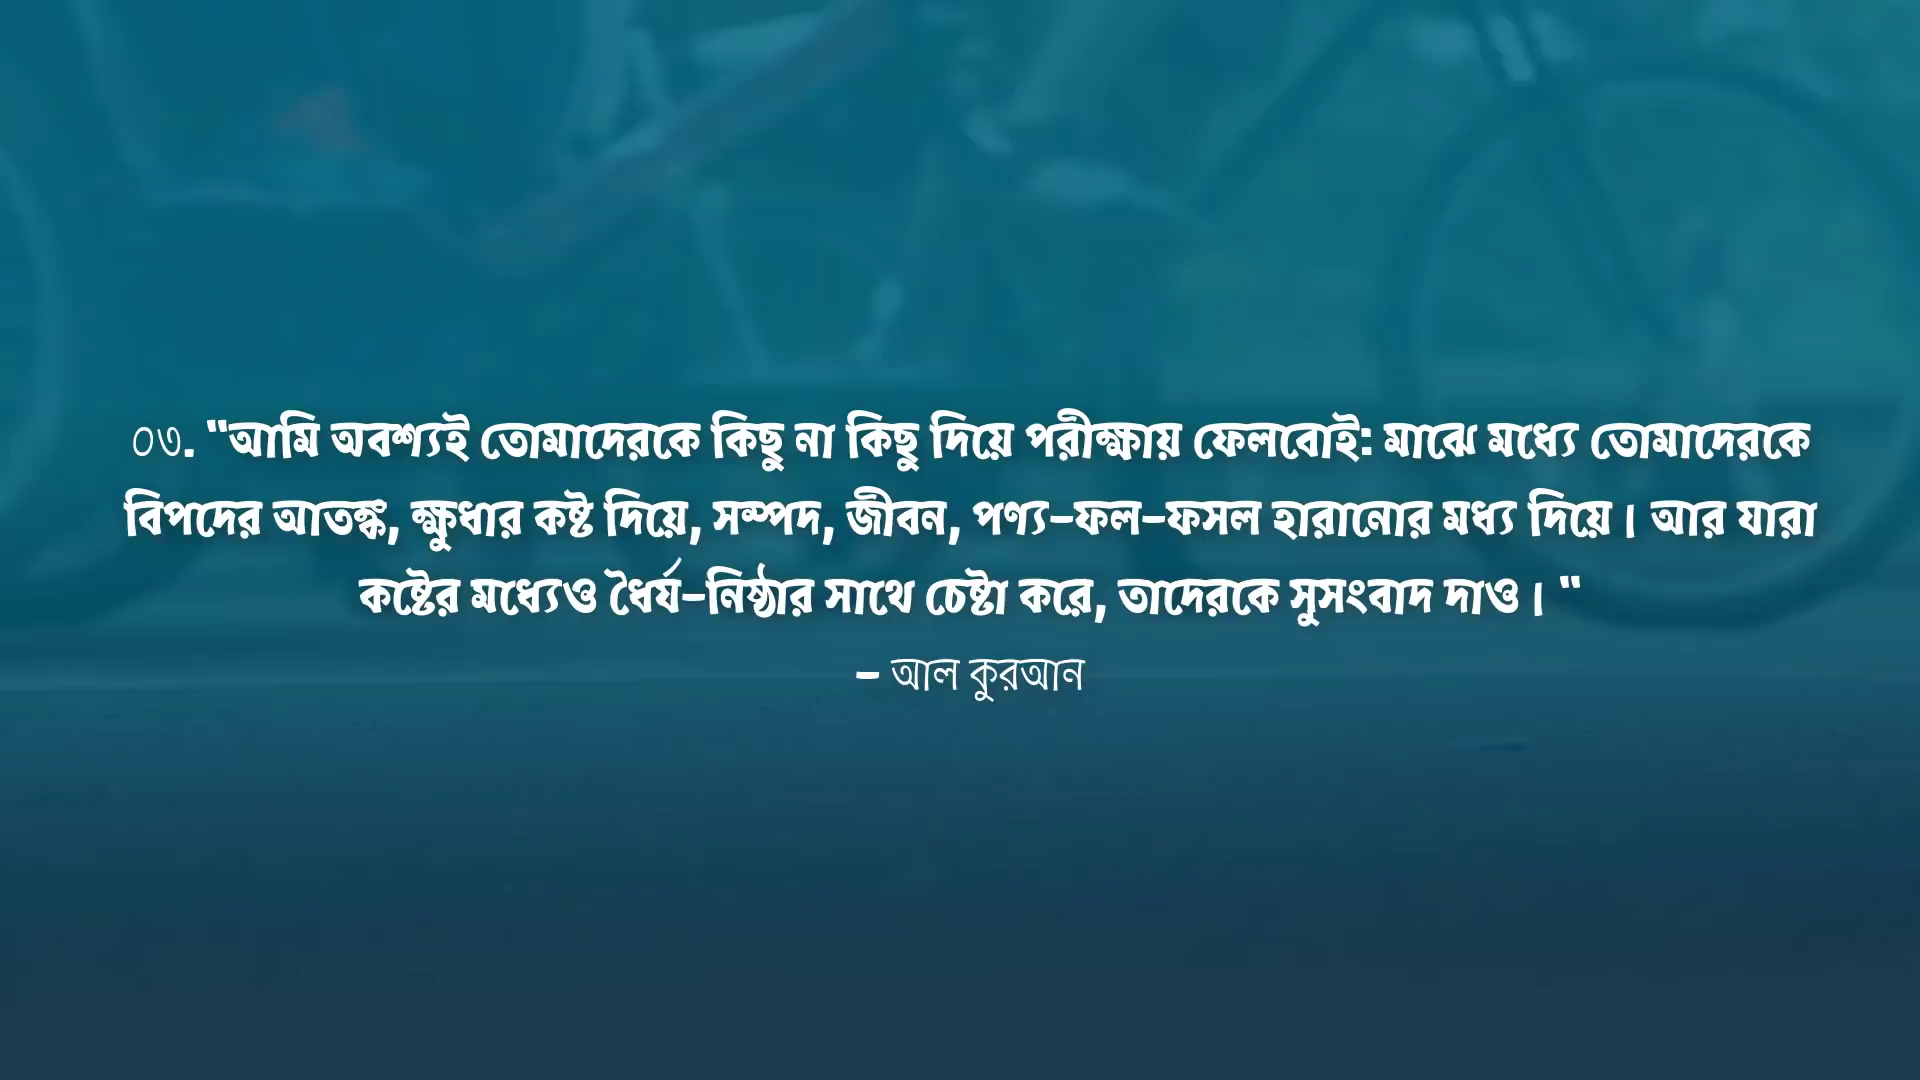 ০৩. "আমি অবশ্যই তোমাদেরকে কিছু না কিছু দিয়ে পরীক্ষায় ফেলবোই: মাঝে মধ্যে তোমাদেরকে
বিপদের আতঙ্ক, ক্ষুধার কষ্ট দিয়ে, সম্পদ, জীবন, পণ্য-ফল-ফসল হারানোর মধ্য দিয়ে। আর যারা
কষ্টের মধ্যেও ধৈর্য-নিষ্ঠার সাথে চেষ্টা করে, তাদেরকে সুসংবাদ দাও। "
- আল কুরআন